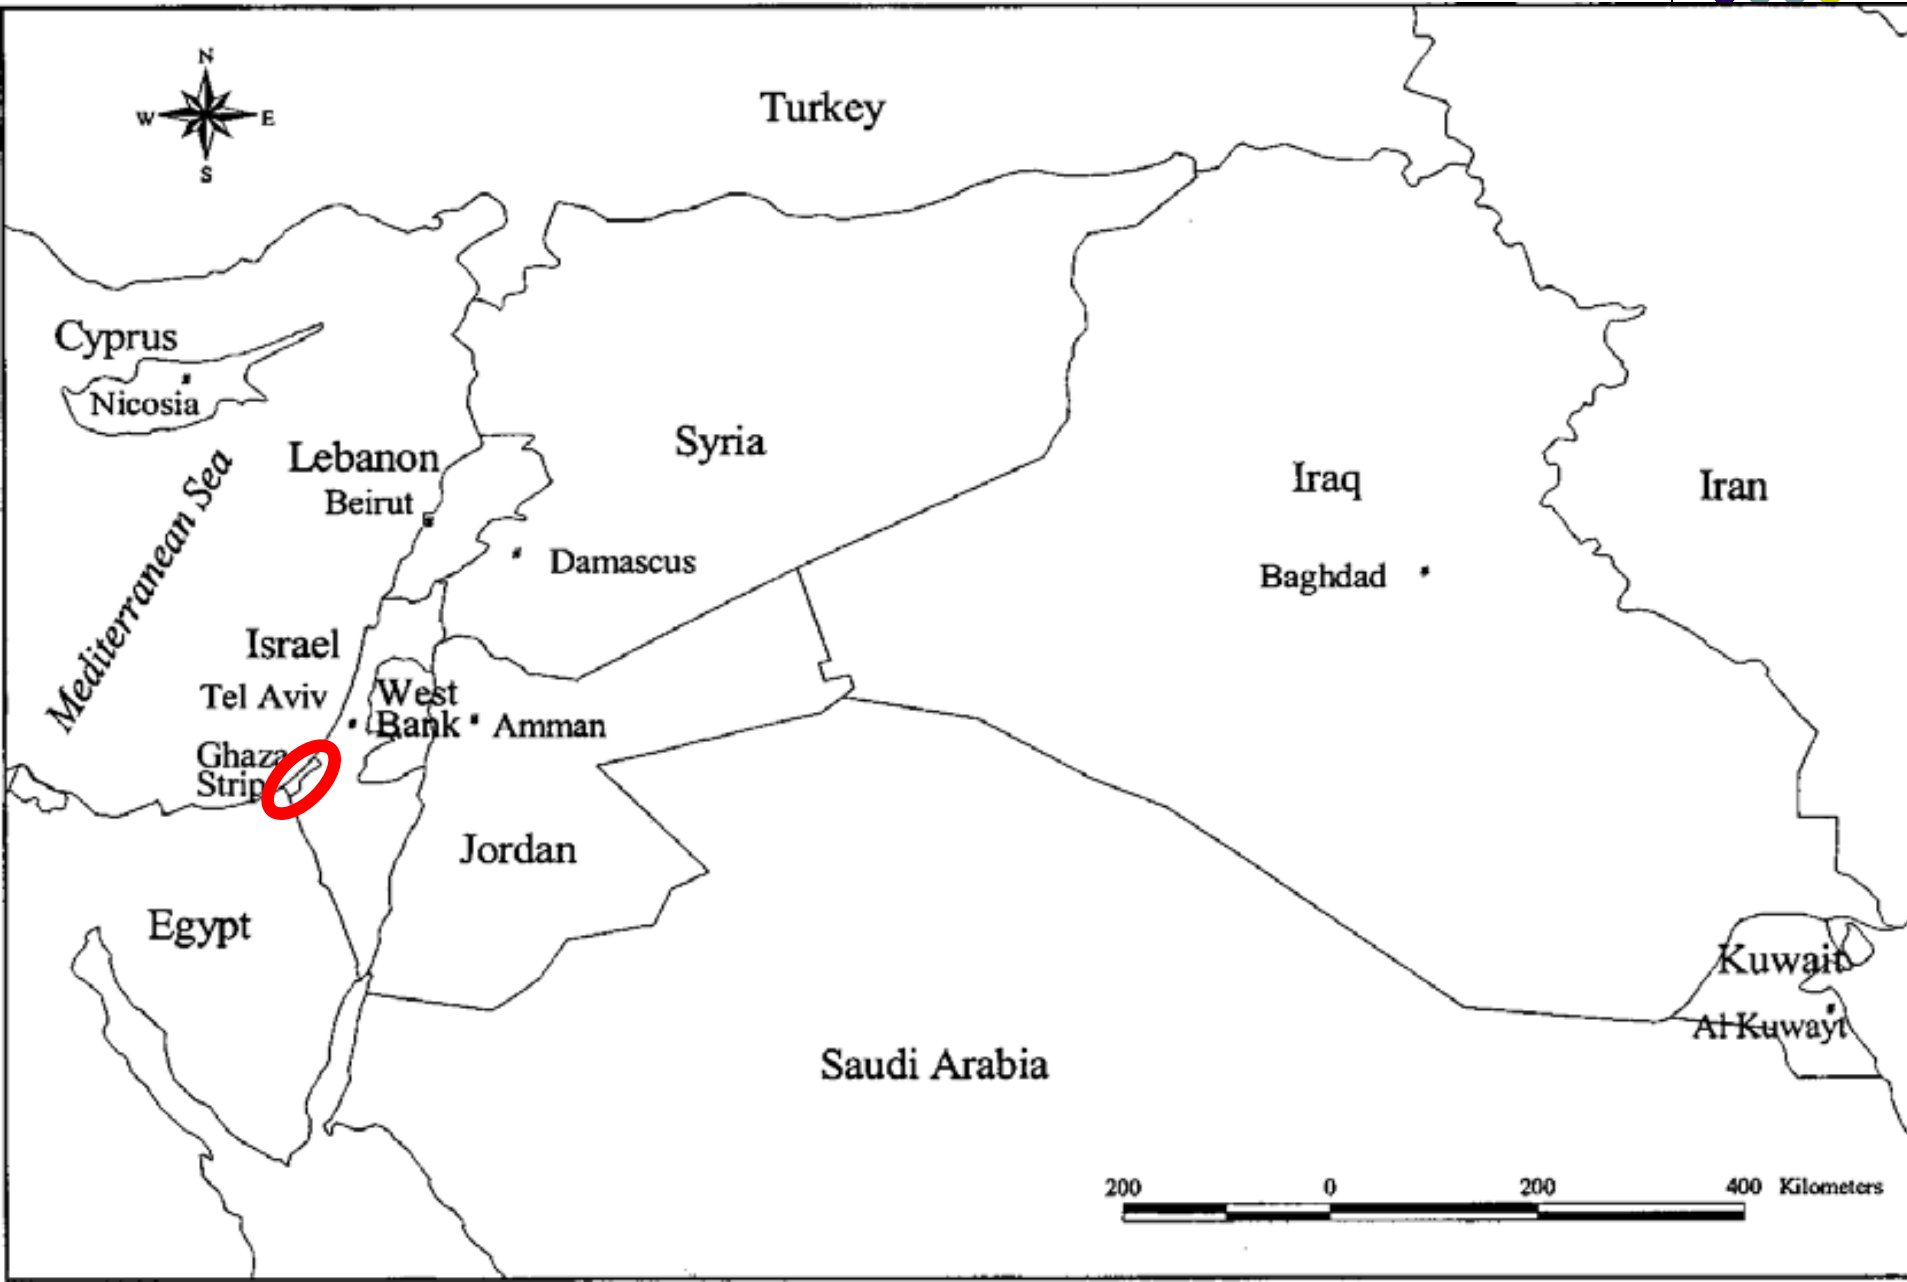 N
W E
S
Turkey
Cyprus
Nicosia
Mediterranean Sea
Lebanon
Beirut
Syria
Damascus
Iraq
Baghdad
Iran
Israel
Tel Aviv
West
Bank
Amman
Ghaza
Strip
Jordan
Egypt
Kuwait
Al Kuwayt
Saudi Arabia
200 0 200 400 Kilometers